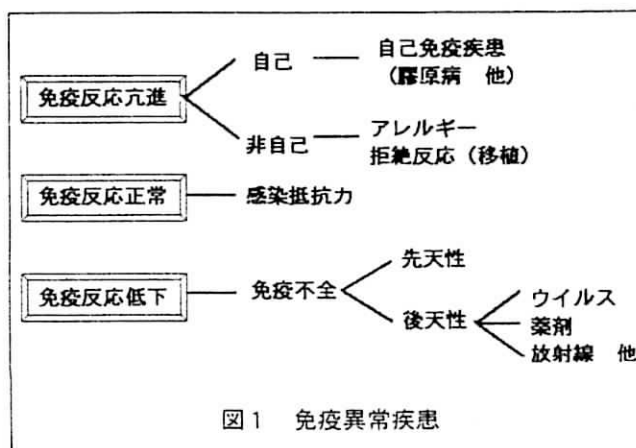 自己
自己免疫疾患
(膠原病 他)
免疫反応亢進
非自己
アレルギー
拒絶反応 (移植)
免疫反応正常
感染抵抗力
先天性
免疫反応低下
免疫不全
後天性
ウイルス
薬剤
放射線 他
図1 免疫異常疾患